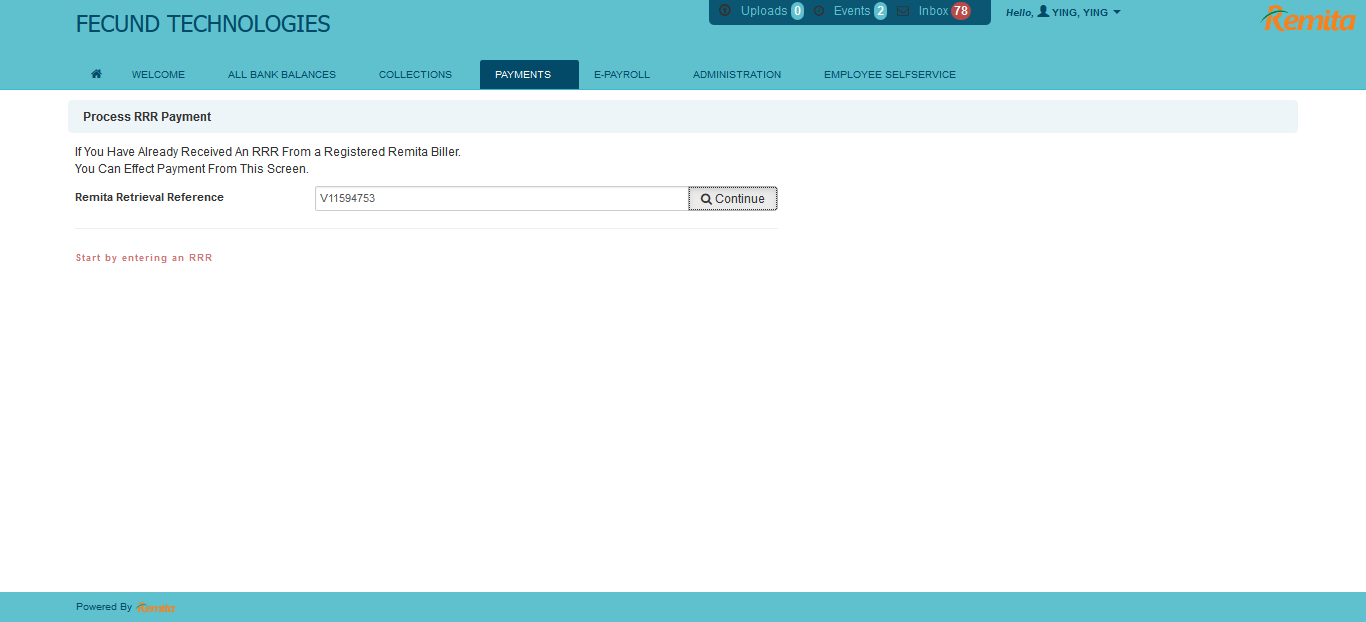 FECUND TECHNOLOGIES
Uploads 0 Events 2 Inbox 78
Hello, YING, YING
Remita
WELCOME ALL BANK BALANCES COLLECTIONS PAYMENTS E-PAYROLL ADMINISTRATION EMPLOYEE SELFSERVICE
Process RRR Payment
If You Have Already Received An RRR From a Registered Remita Biller.
You Can Effect Payment From This Screen.
Remita Retrieval Reference V11594753 Continue
Start by entering an RRR
Powered By Remita